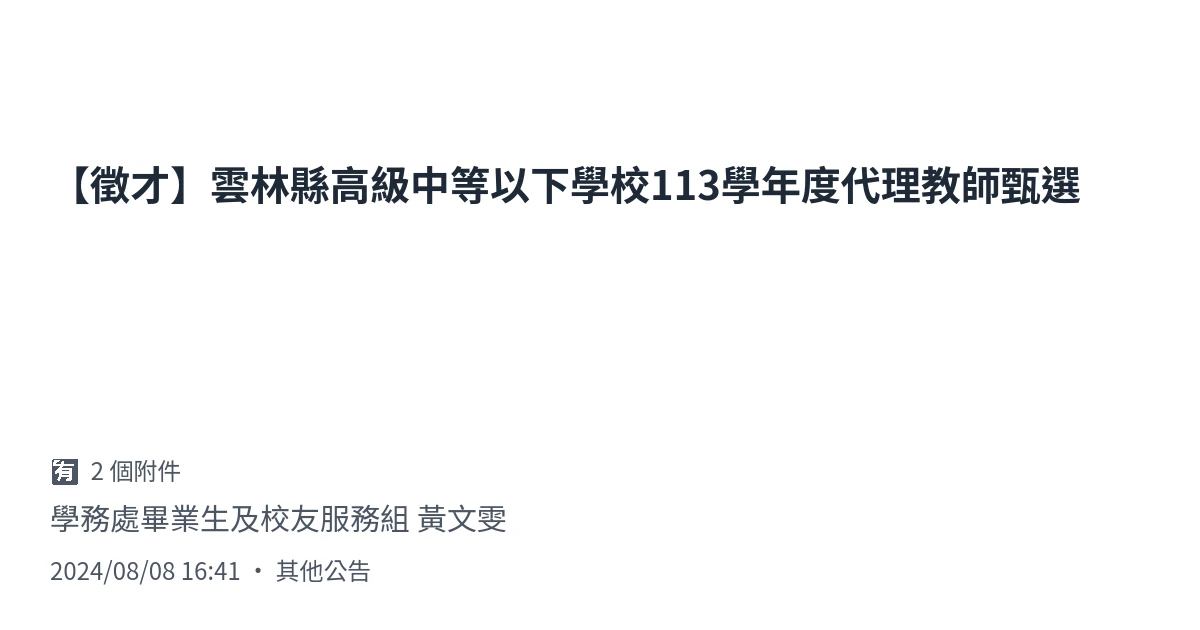 【徵才】雲林縣高級中等以下學校113學年度代理教師甄選
🈶 2 個附件
學務處畢業生及校友服務組 黃文雯
2024/08/08 16:41 · 其他公告